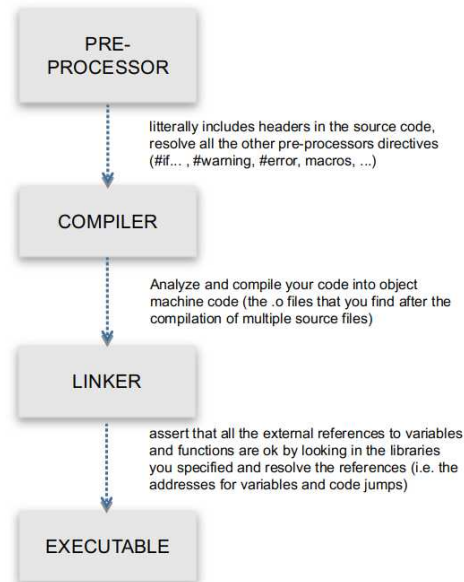 PRE-
PROCESSOR
litterally includes headers in the source code,
resolve all the other pre-processors directives
(#if... , #warning, #error, macros, ...)
COMPILER
Analyze and compile your code into object
machine code (the .o files that you find after the
compilation of multiple source files)
LINKER
assert that all the external references to variables
and functions are ok by looking in the libraries
you specified and resolve the references (i.e. the
addresses for variables and code jumps)
EXECUTABLE